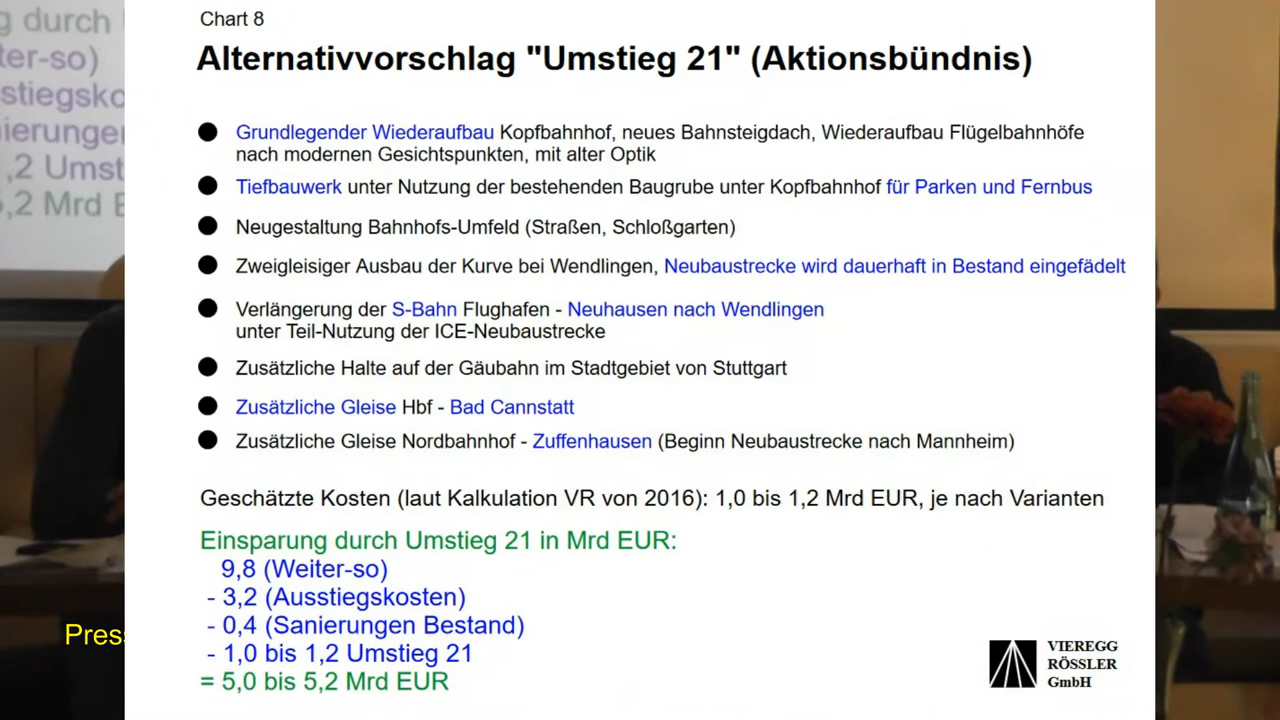 Chart 8
Alternativvorschlag "Umstieg 21" (Aktionsbündnis)
Grundlegender Wiederaufbau Kopfbahnhof, neues Bahnsteigdach, Wiederaufbau Flügelbahnhöfe
nach modernen Gesichtspunkten, mit alter Optik
Tiefbauwerk unter Nutzung der bestehenden Baugrube unter Kopfbahnhof für Parken und Fernbus
Neugestaltung Bahnhofs-Umfeld (Straßen, Schloßgarten)
Zweigleisiger Ausbau der Kurve bei Wendlingen, Neubaustrecke wird dauerhaft in Bestand eingefädelt
Verlängerung der S-Bahn Flughafen - Neuhausen nach Wendlingen
unter Teil-Nutzung der ICE-Neubaustrecke
Zusätzliche Halte auf der Gäubahn im Stadtgebiet von Stuttgart
Zusätzliche Gleise Hbf - Bad Cannstatt
Zusätzliche Gleise Nordbahnhof - Zuffenhausen (Beginn Neubaustrecke nach Mannheim)
Geschätzte Kosten (laut Kalkulation VR von 2016): 1,0 bis 1,2 Mrd EUR, je nach Varianten
Einsparung durch Umstieg 21 in Mrd EUR:
9,8 (Weiter-so)
- 3,2 (Ausstiegskosten)
- 0,4 (Sanierungen Bestand)
- 1,0 bis 1,2 Umstieg 21
= 5,0 bis 5,2 Mrd EUR
VIEREGG
RÖSSLER
GmbH